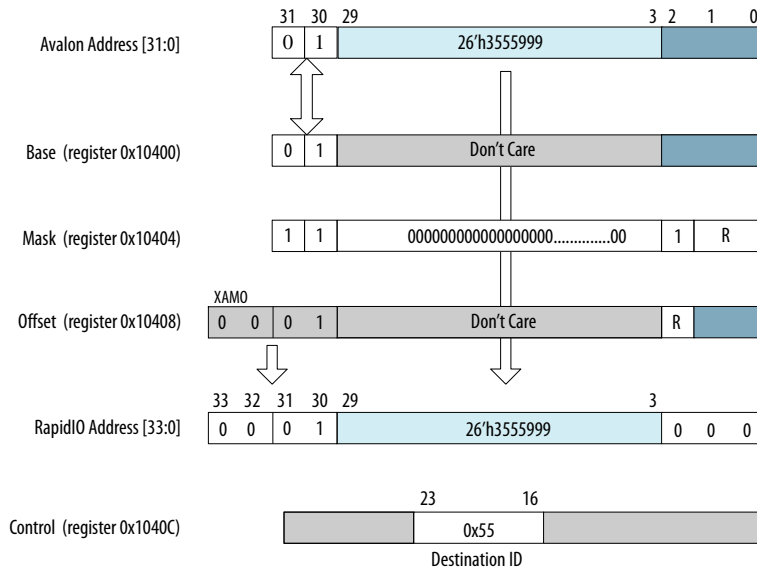 31 30 29 3 2 1 0
Avalon Address [31:0] 0 1 26'h3555999
Base (register 0x10400) 0 1 Don't Care
Mask (register 0x10404) 1 1 000000000000000000..............00 1 R
XAMO
Offset (register 0x10408) 0 0 0 1 Don't Care R
33 32 31 30 29 3
RapidIO Address [33:0] 0 0 0 1 26'h3555999 0 0 0
23 16
Control (register 0x1040C) 0x55
Destination ID